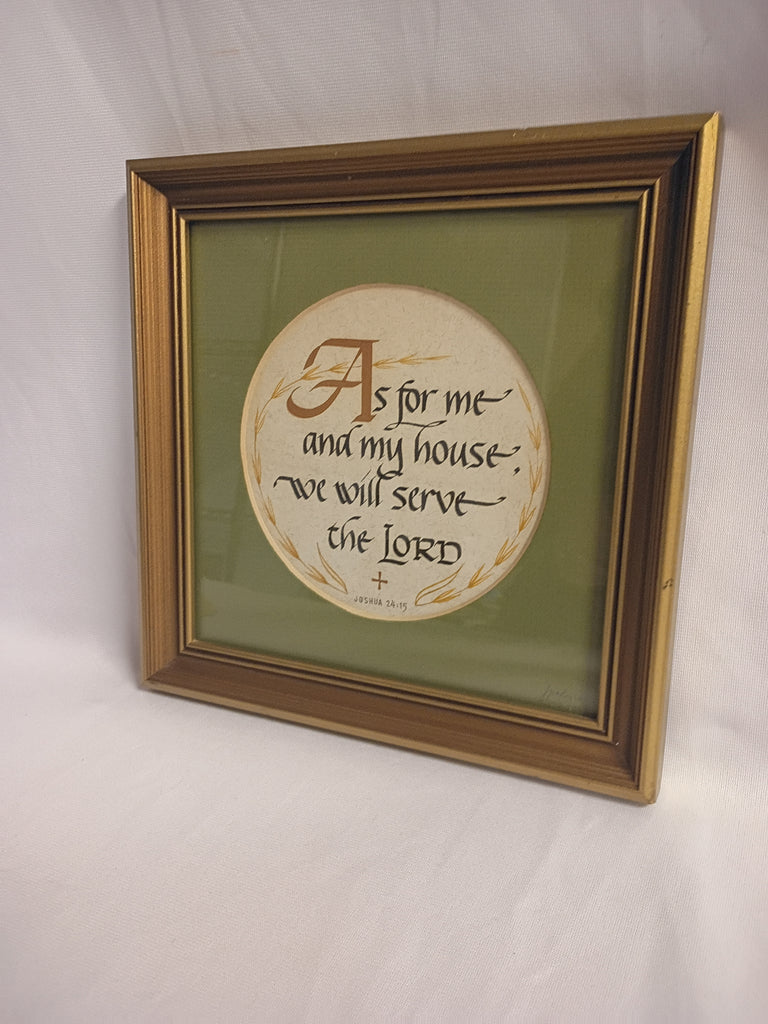 As for me
and my house,
we will serve
the LORD
JOSHUA 24:15